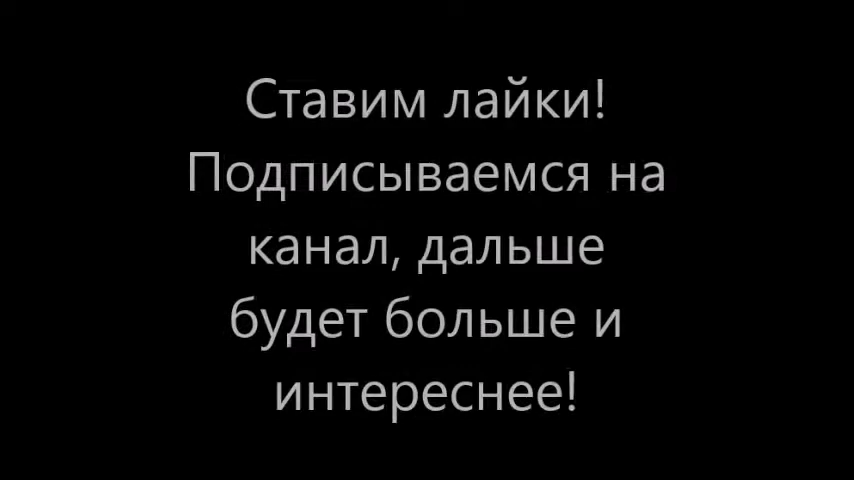 Ставим лайки!
Подписываемся на
канал, дальше
будет больше и
интереснее!